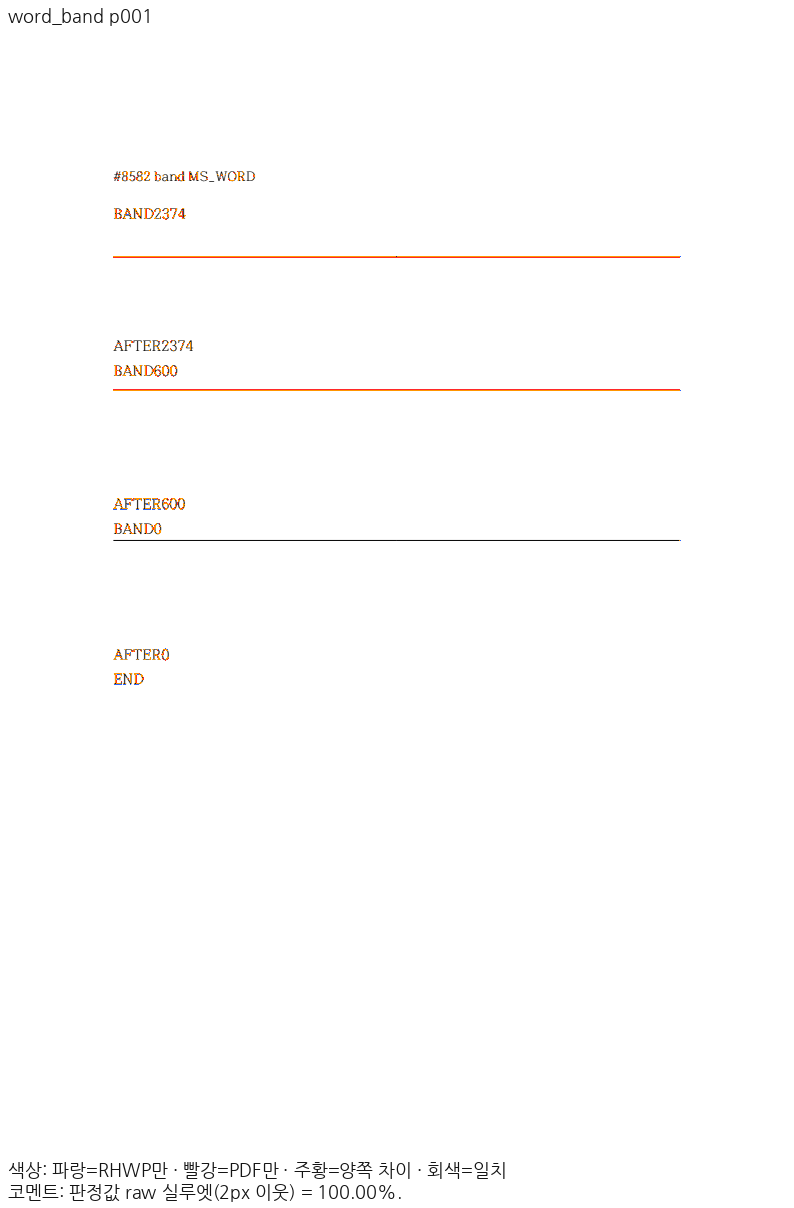 word_band p001
#8582 band MS_WORD
BAND2374
AFTER2374
BAND600
AFTER600
BAND0
AFTER0
END
색상: 파랑=RHWP만 · 빨강=PDF만 · 주황=양쪽 차이 · 회색=일치
코멘트: 판정값 raw 실루엣(2px 이웃) = 100.00%.